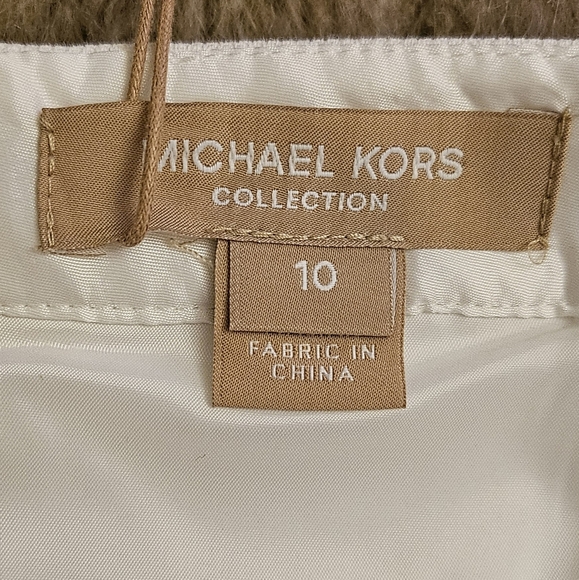 MICHAEL KORS
COLLECTION
10
FABRIC IN
CHINA